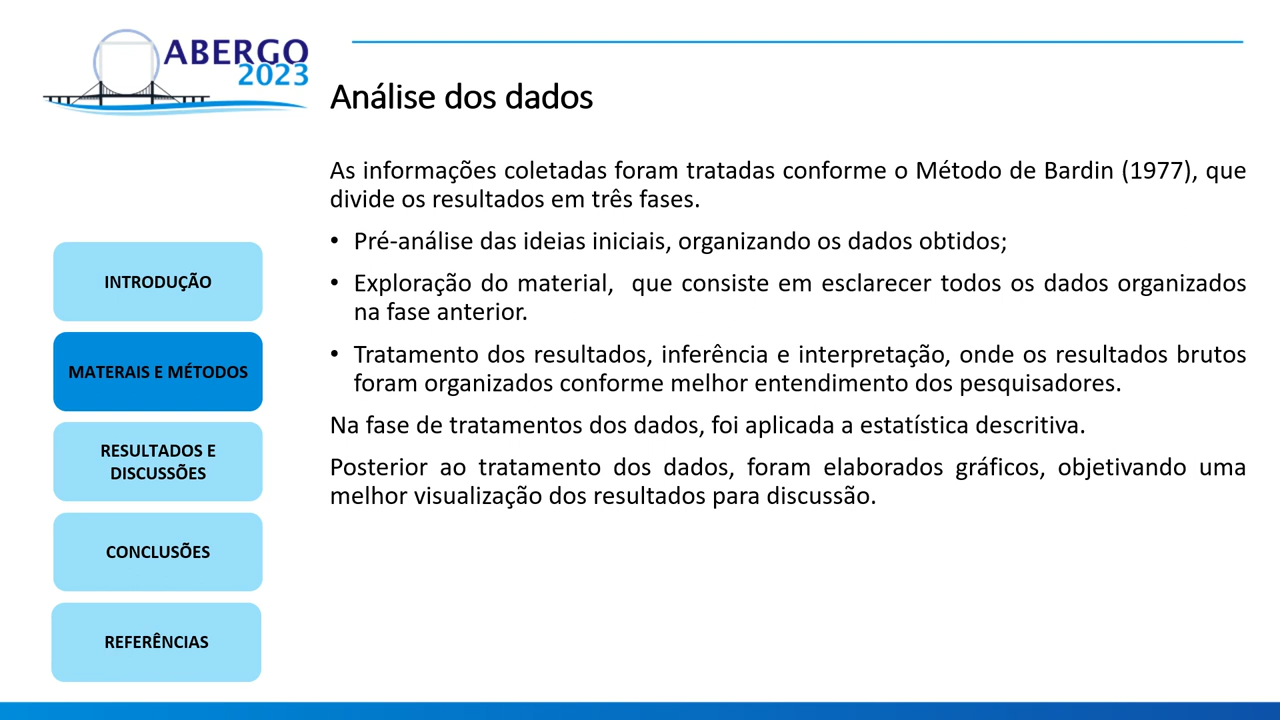 ABERGO
2023
Análise dos dados
As informações coletadas foram tratadas conforme o Método de Bardin (1977), que
divide os resultados em três fases.
• Pré-análise das ideias iniciais, organizando os dados obtidos;
• Exploração do material,  que consiste em esclarecer todos os dados organizados
na fase anterior.
• Tratamento dos resultados, inferência e interpretação, onde os resultados brutos
foram organizados conforme melhor entendimento dos pesquisadores.
Na fase de tratamentos dos dados, foi aplicada a estatística descritiva.
Posterior ao tratamento dos dados, foram elaborados gráficos, objetivando uma
melhor visualização dos resultados para discussão.
INTRODUÇÃO
MATERAIS E MÉTODOS
RESULTADOS E
DISCUSSÕES
CONCLUSÕES
REFERÊNCIAS